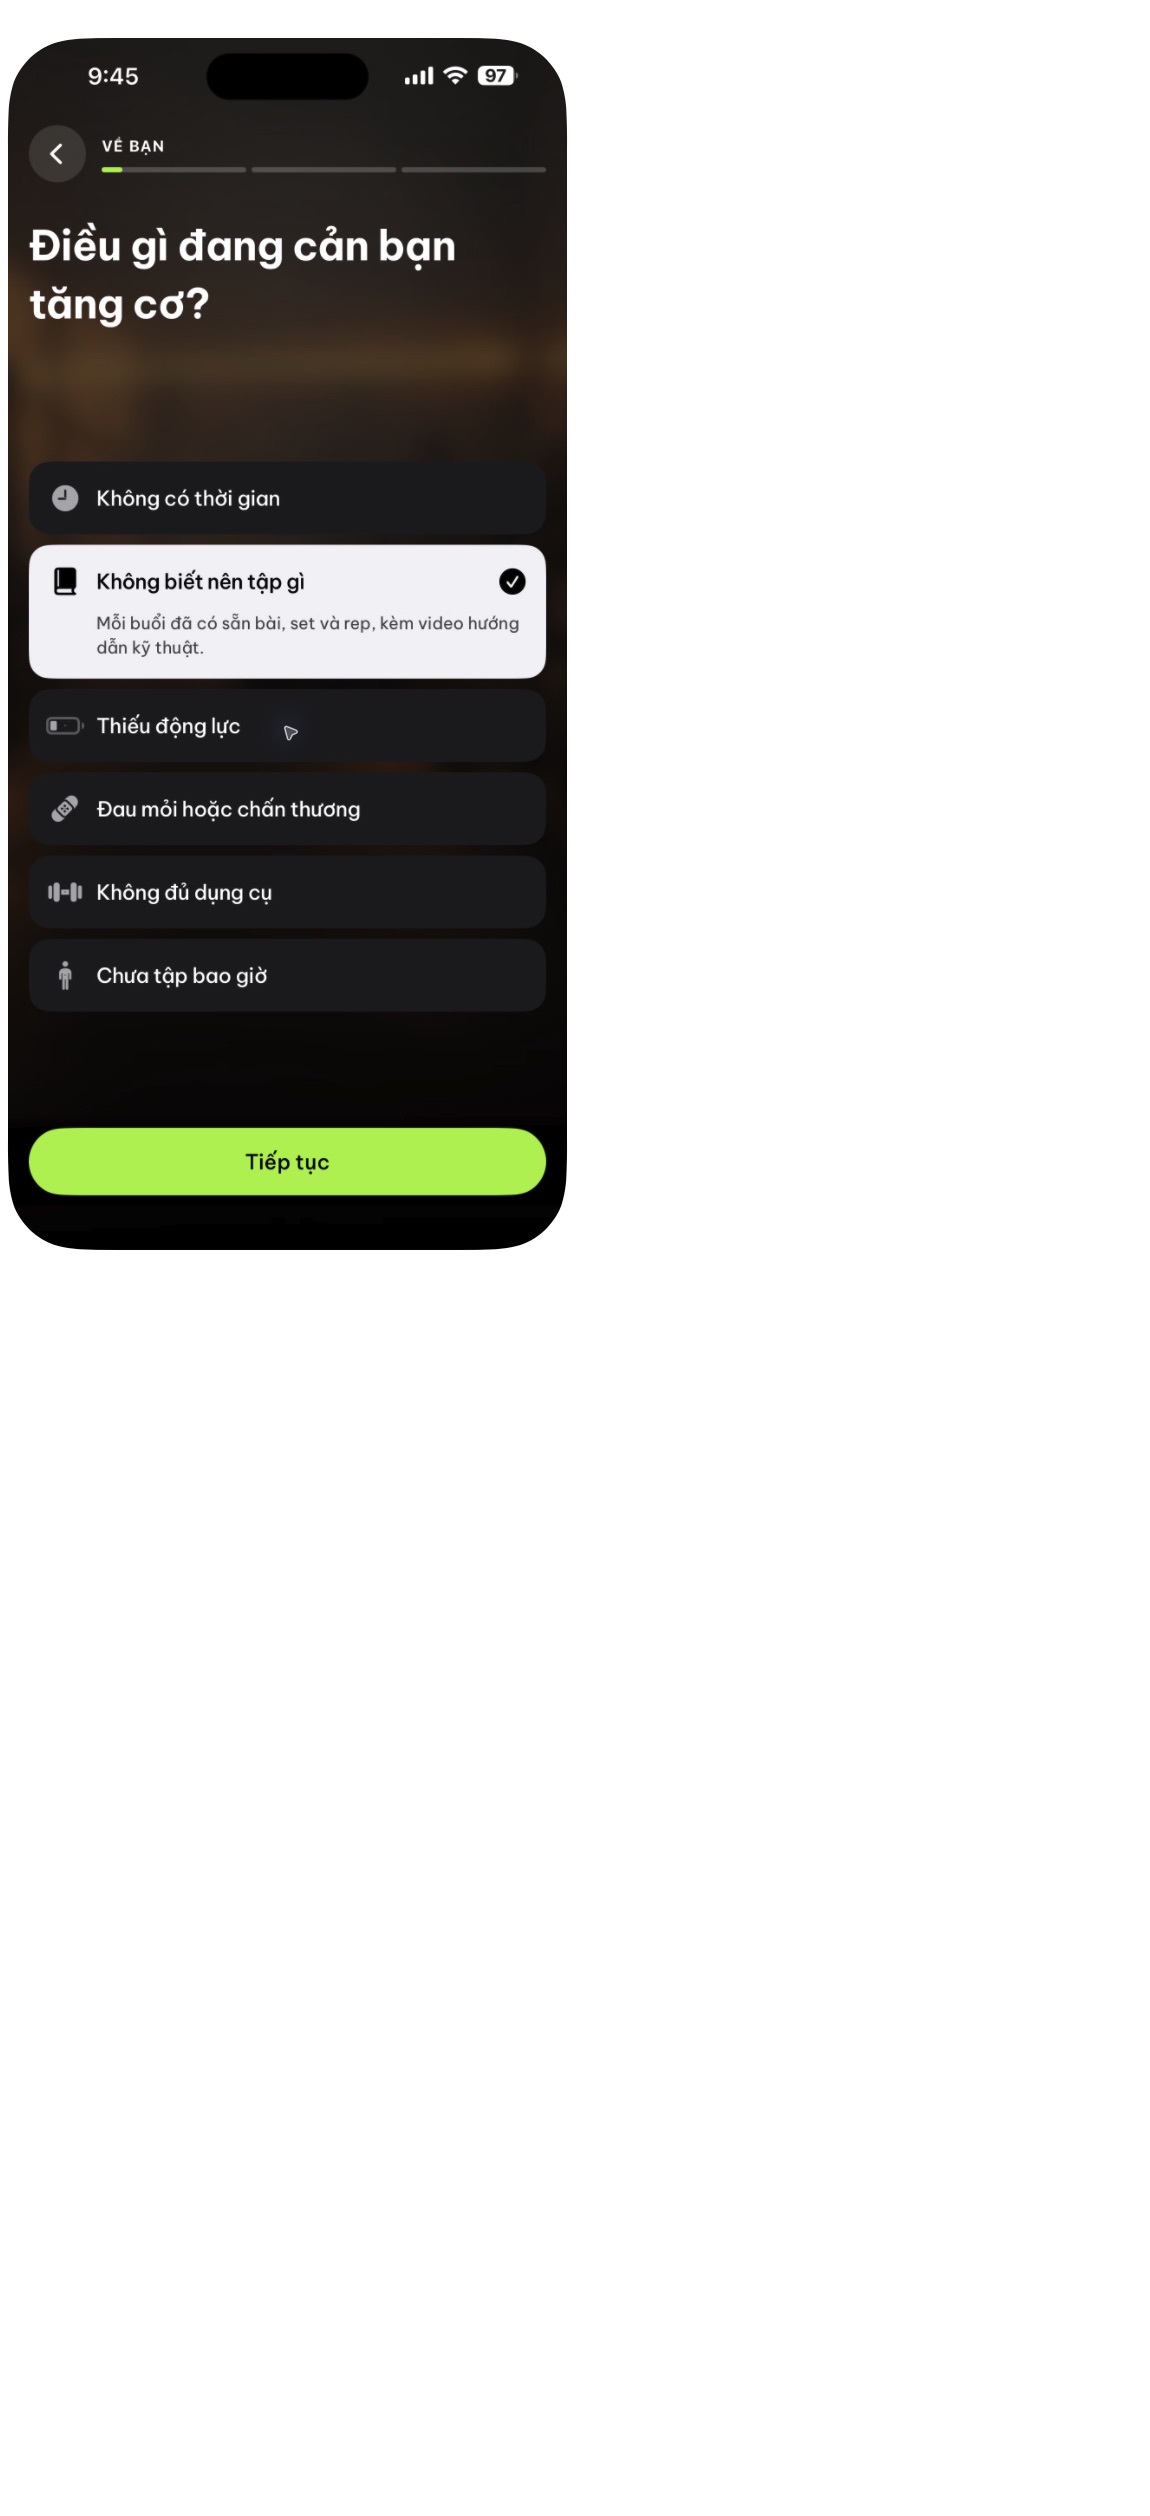 9:45
97
VỀ BẠN
Điều gì đang cản bạn
tăng cơ?
Không có thời gian
Không biết nên tập gì
Mỗi buổi đã có sẵn bài, set và rep, kèm video hướng
dẫn kỹ thuật.
Thiếu động lực
Đau mỏi hoặc chấn thương
Không đủ dụng cụ
Chưa tập bao giờ
Tiếp tục